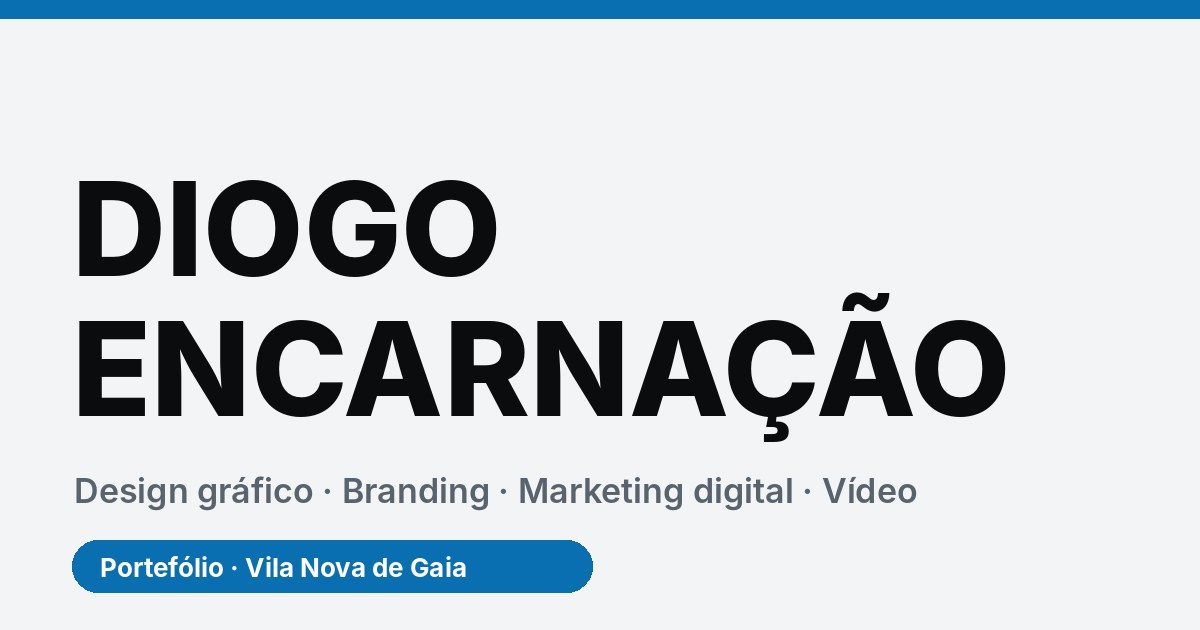 DIOGO
ENCARNAÇÃO
Design gráfico · Branding · Marketing digital · Vídeo
Portefólio · Vila Nova de Gaia